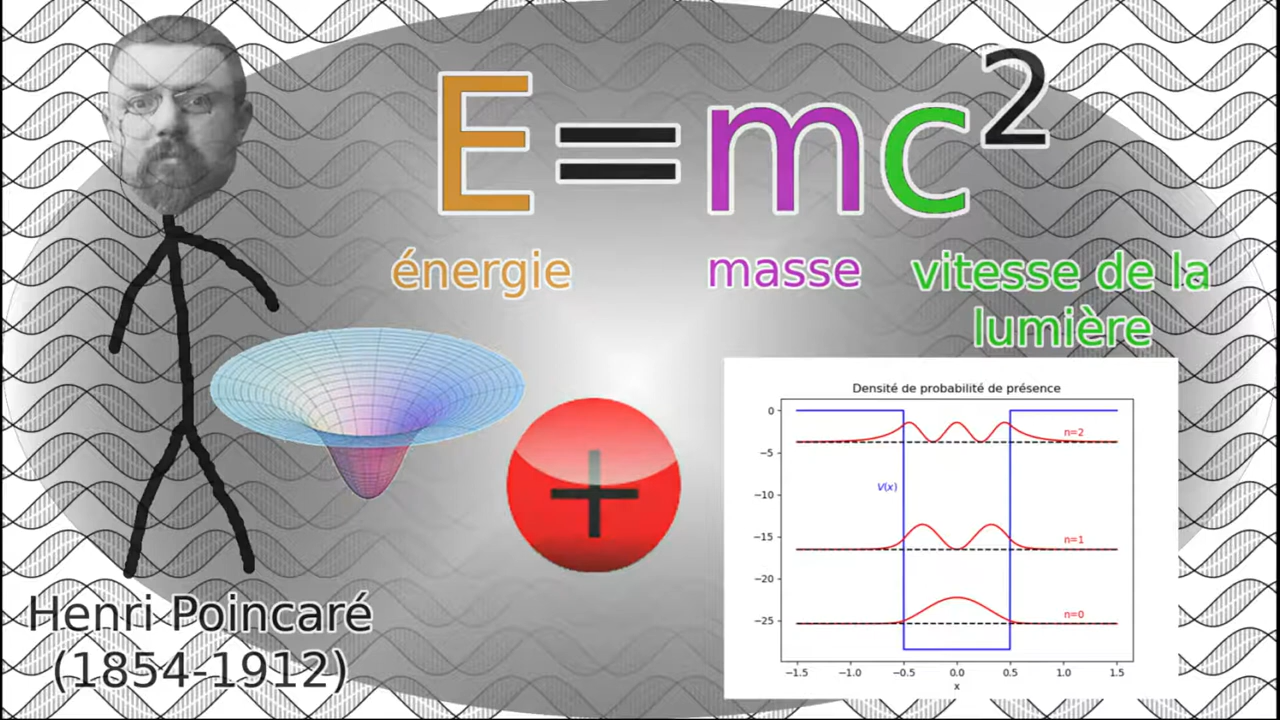 E=mc²
énergie
masse
vitesse de la
lumière
+
Densité de probabilité de présence
0
−5
−10
−15
−20
−25
n=2
V(x)
n=1
n=0
−1.5 −1.0 −0.5 0.0 0.5 1.0 1.5
x
Henri Poincaré
(1854-1912)